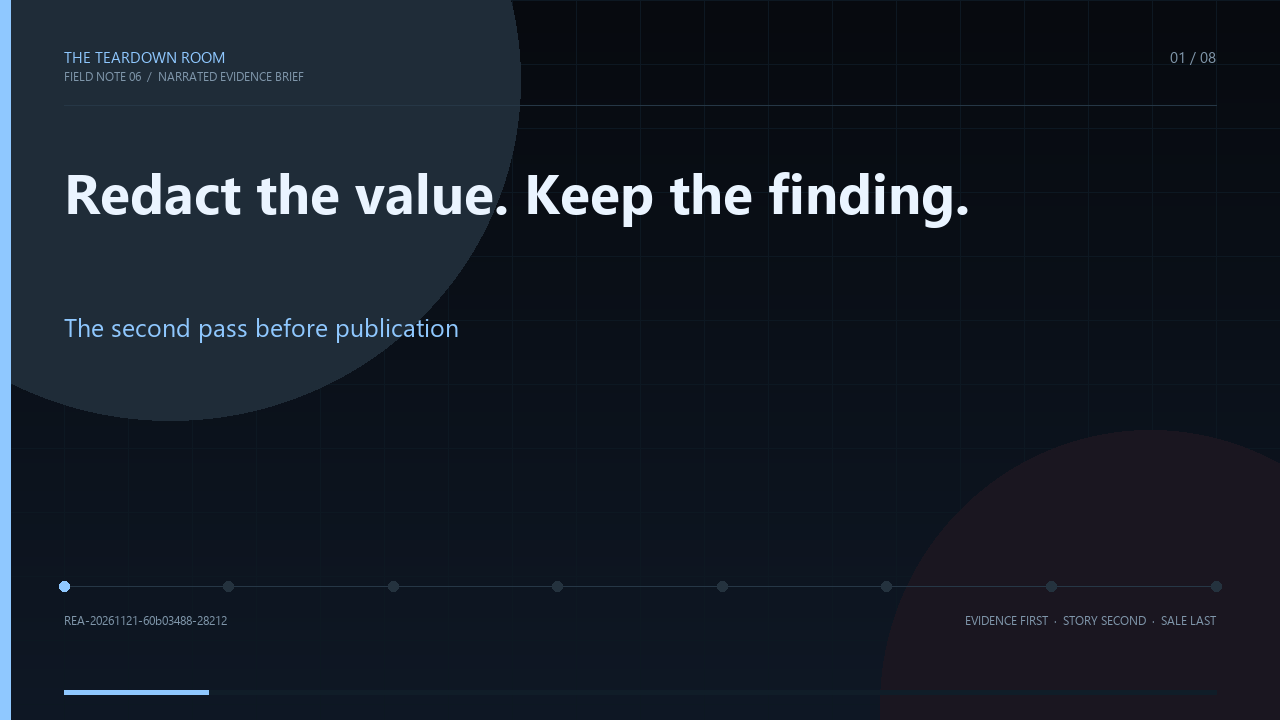 THE TEARDOWN ROOM
01 / 08
FIELD NOTE 06 / NARRATED EVIDENCE BRIEF
Redact the value. Keep the finding.
The second pass before publication
REA-20261121-60b03488-28212
EVIDENCE FIRST · STORY SECOND · SALE LAST